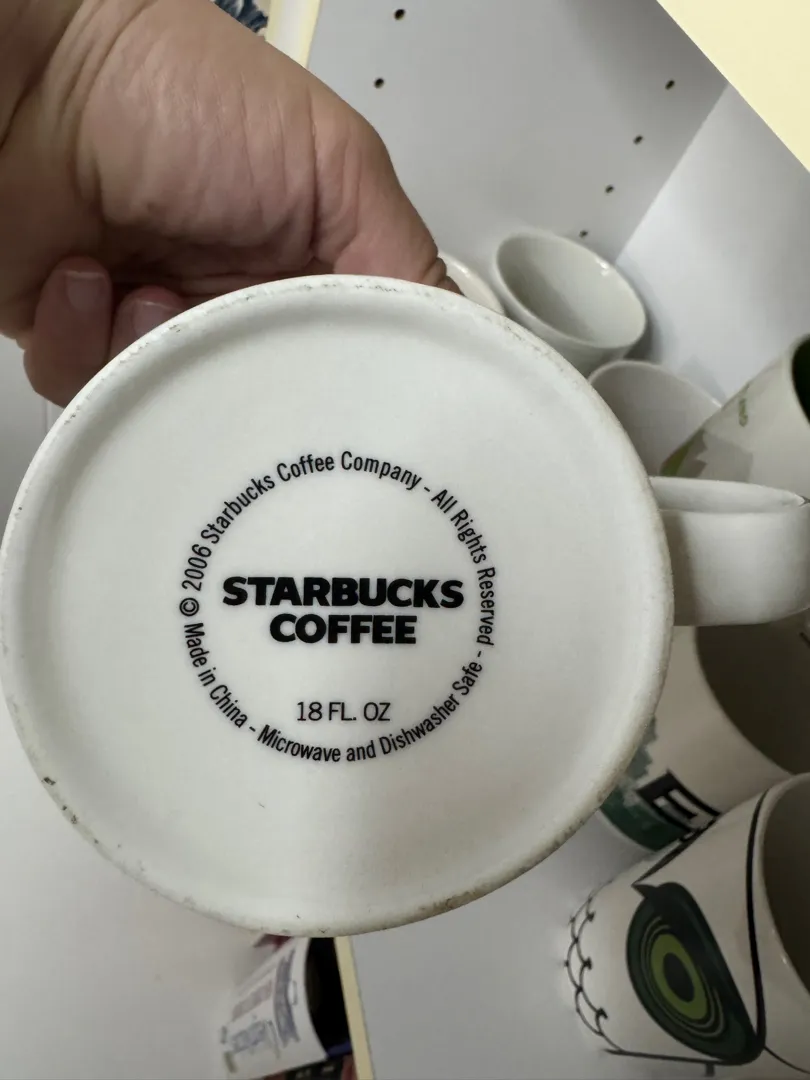 © 2006 Starbucks Coffee Company - All Rights Reserved
STARBUCKS
COFFEE
18 FL. OZ
Made in China - Microwave and Dishwasher Safe -